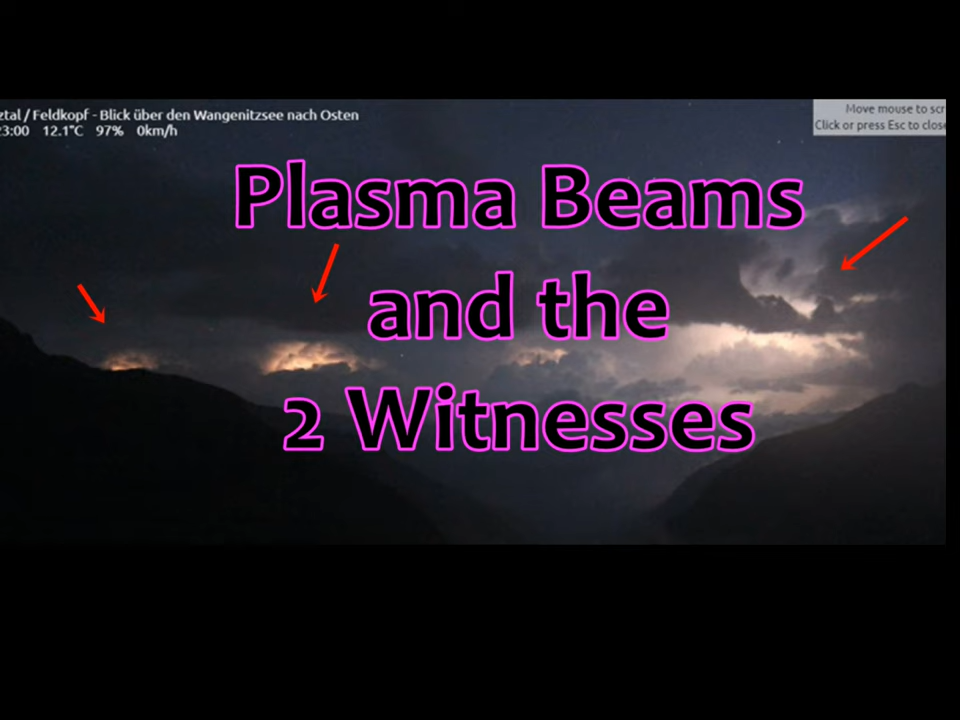 ztal / Feldkopf - Blick über den Wangenitzsee nach Osten
23:00 12.1°C 97% 0km/h
Move mouse to scr
Click or press Esc to close
Plasma Beams
and the
2 Witnesses